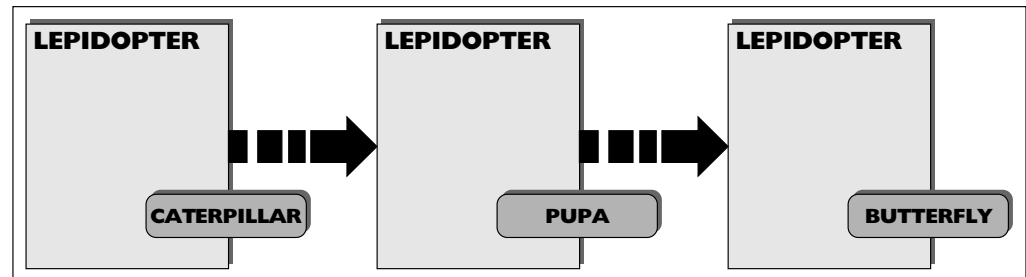 LEPIDOPTER
LEPIDOPTER
LEPIDOPTER
CATERPILLAR
PUPA
BUTTERFLY